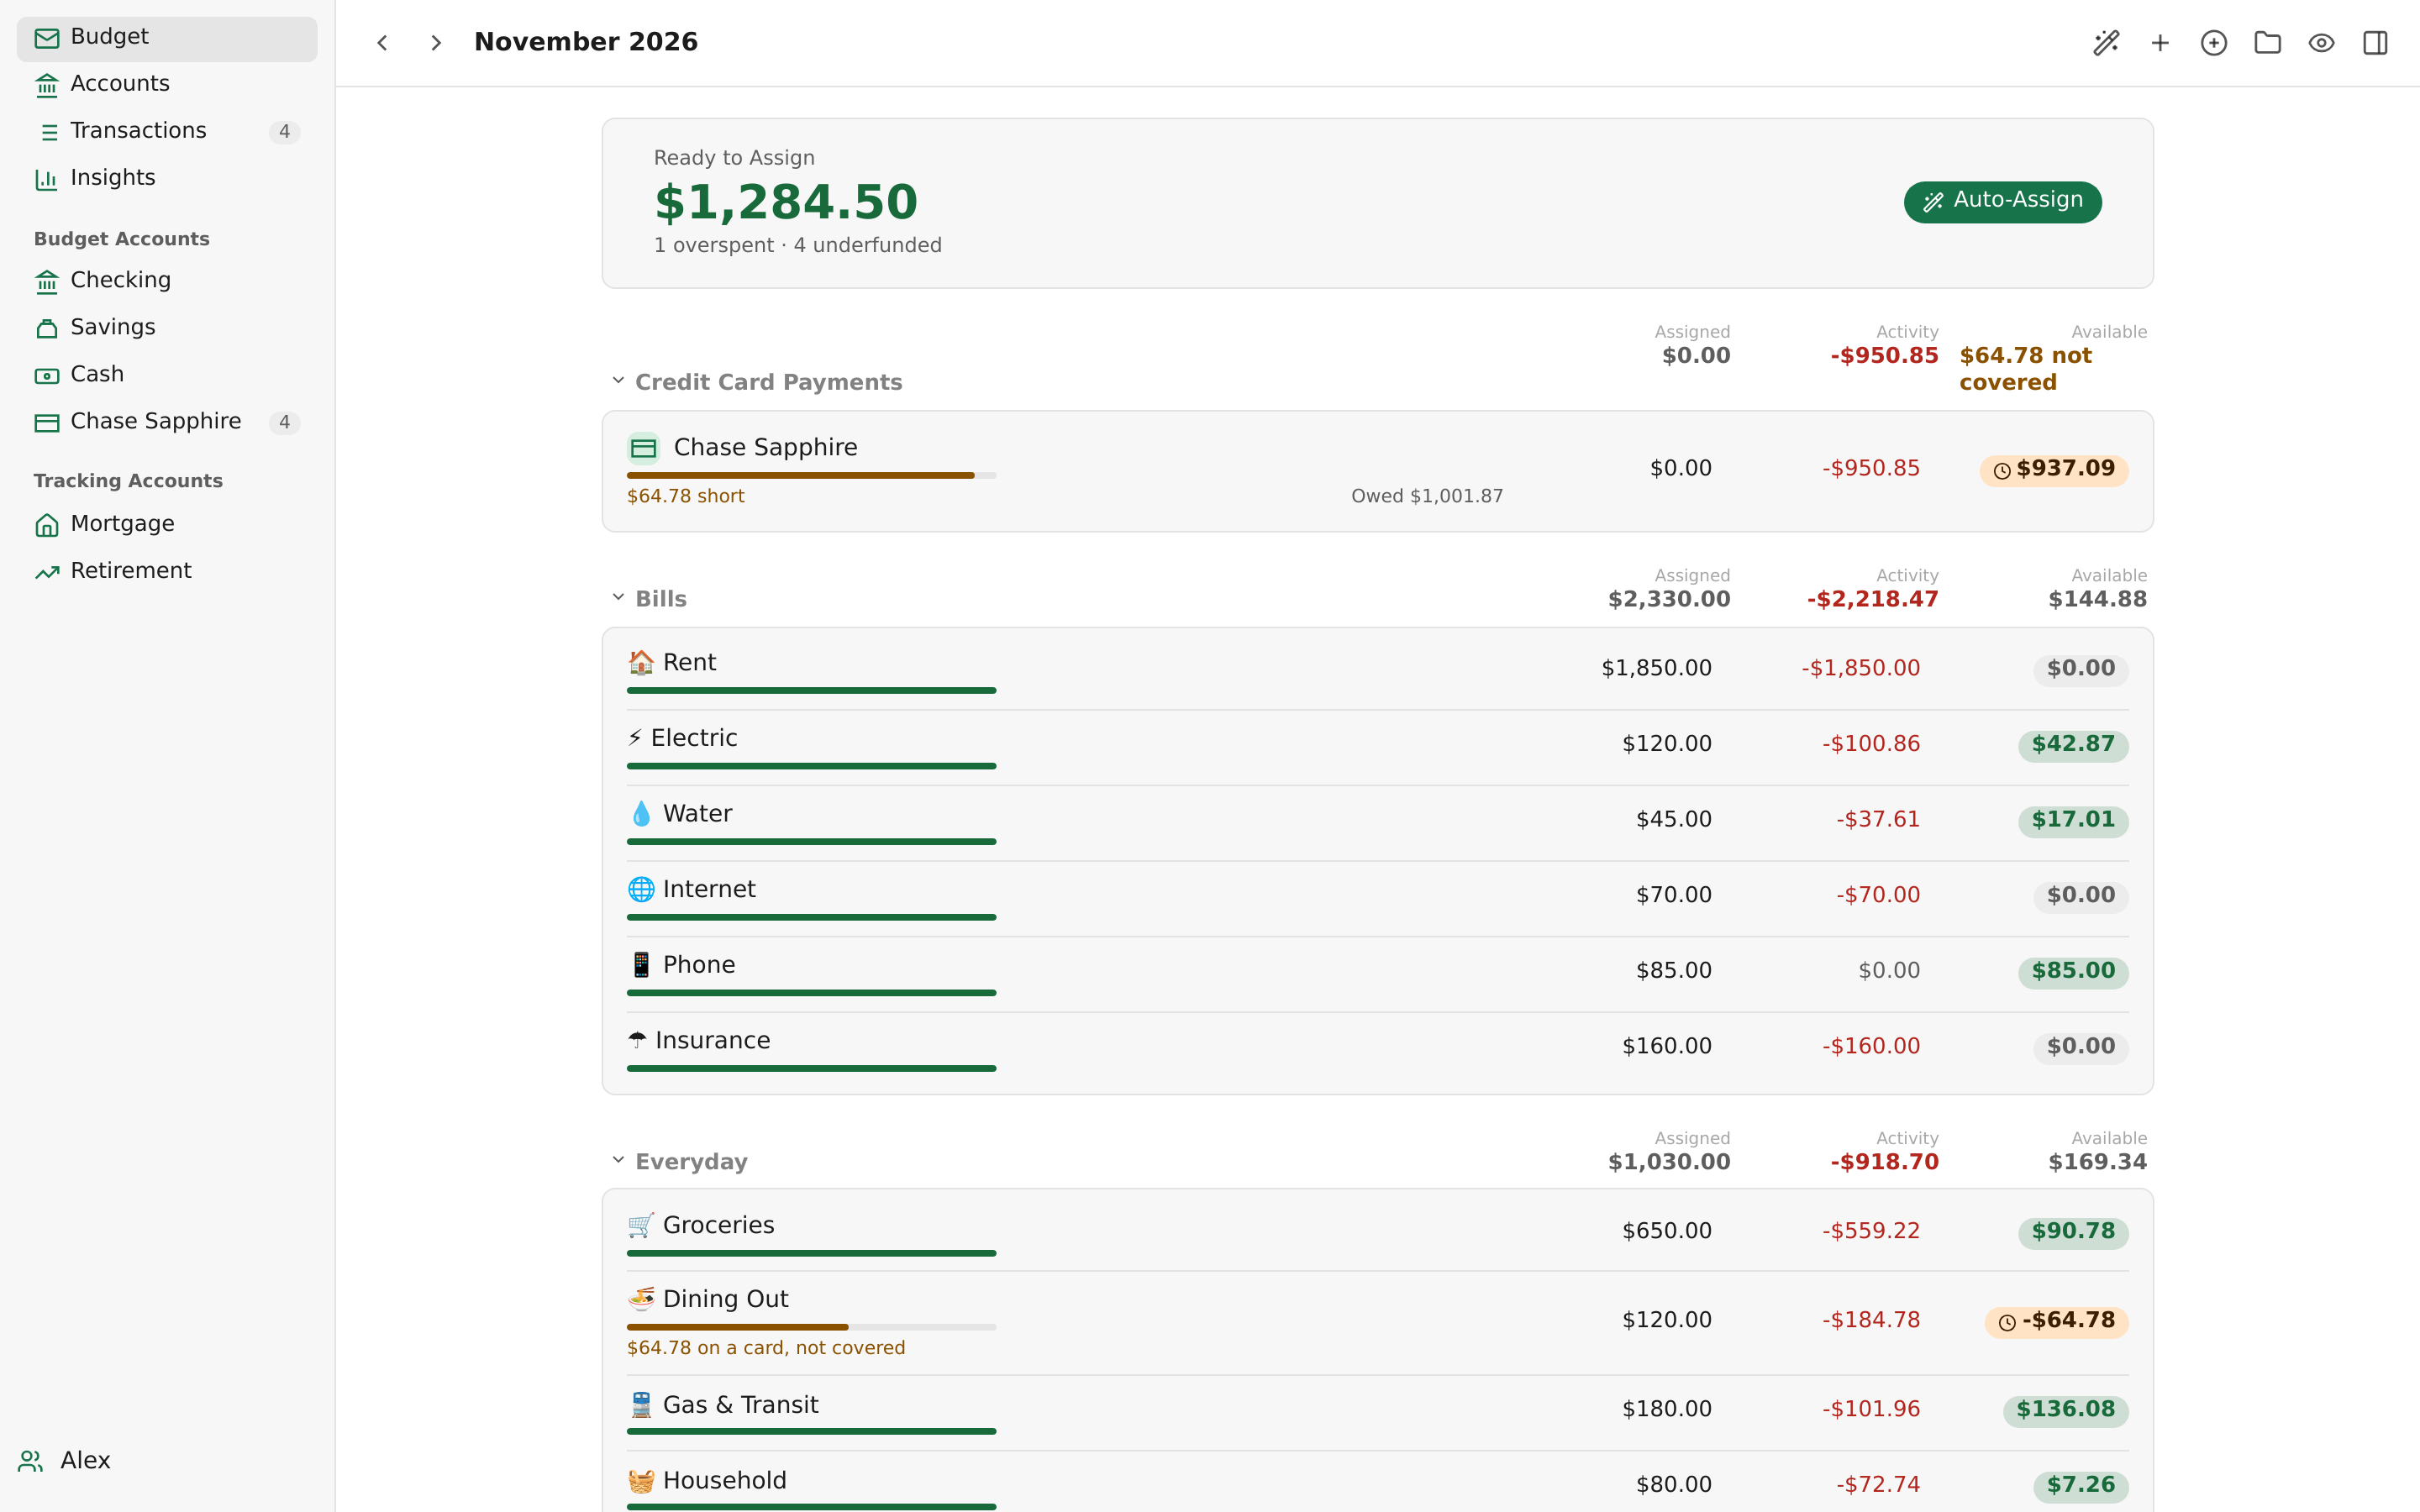 Budget
Accounts
Transactions 4
Insights
Budget Accounts
Checking
Savings
Cash
Chase Sapphire 4
Tracking Accounts
Mortgage
Retirement
Alex
November 2026
Ready to Assign
$1,284.50
1 overspent · 4 underfunded
Auto-Assign
Assigned Activity Available
Credit Card Payments $0.00 -$950.85 $64.78 not
covered
Chase Sapphire $0.00 -$950.85 $937.09
$64.78 short Owed $1,001.87
Assigned Activity Available
Bills $2,330.00 -$2,218.47 $144.88
Rent $1,850.00 -$1,850.00 $0.00
Electric $120.00 -$100.86 $42.87
Water $45.00 -$37.61 $17.01
Internet $70.00 -$70.00 $0.00
Phone $85.00 $0.00 $85.00
Insurance $160.00 -$160.00 $0.00
Assigned Activity Available
Everyday $1,030.00 -$918.70 $169.34
Groceries $650.00 -$559.22 $90.78
Dining Out $120.00 -$184.78 -$64.78
$64.78 on a card, not covered
Gas & Transit $180.00 -$101.96 $136.08
Household $80.00 -$72.74 $7.26